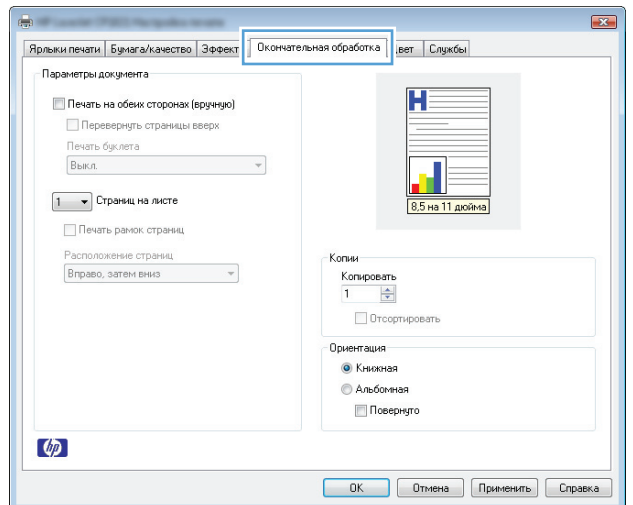 Ярлыки печати
Бумага/качество
Эффект
Окончательная обработка
вет
Службы
Параметры документа
Печать на обеих сторонах (вручную)
Перевернуть страницы вверх
Печать буклета
Выкл.
1 Страниц на листе
Печать рамок страниц
Расположение страниц
Вправо, затем вниз
H
8,5 на 11 дюйма
Копии
Копировать
1
Отсортировать
Ориентация
Книжная
Альбомная
Повернуто
hp
OK
Отмена
Применить
Справка